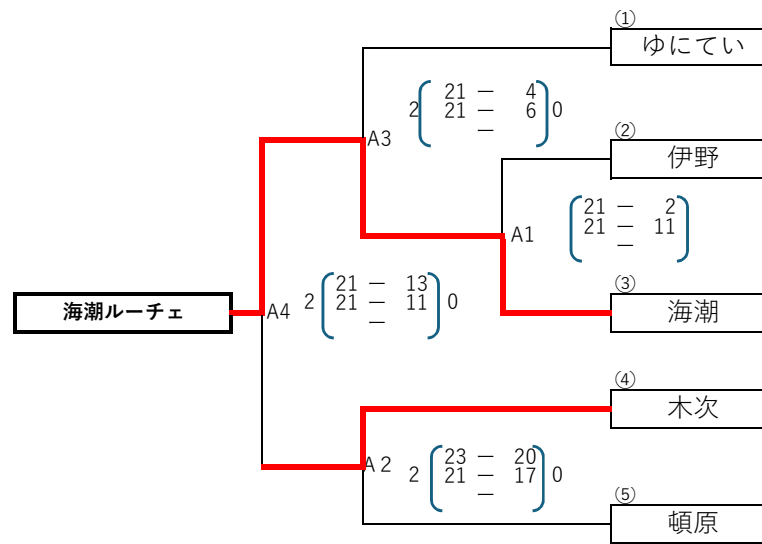 ①
ゆにてい
21 ー 4
2 21 ー 6 0
ー
A3
②
伊野
21 ー 2
21 ー 11
ー
A1
③
海潮
21 ー 13
2 21 ー 11 0
ー
海潮ルーチェ
A4
④
木次
23 ー 20
A２ 2 21 ー 17 0
ー
⑤
頓原